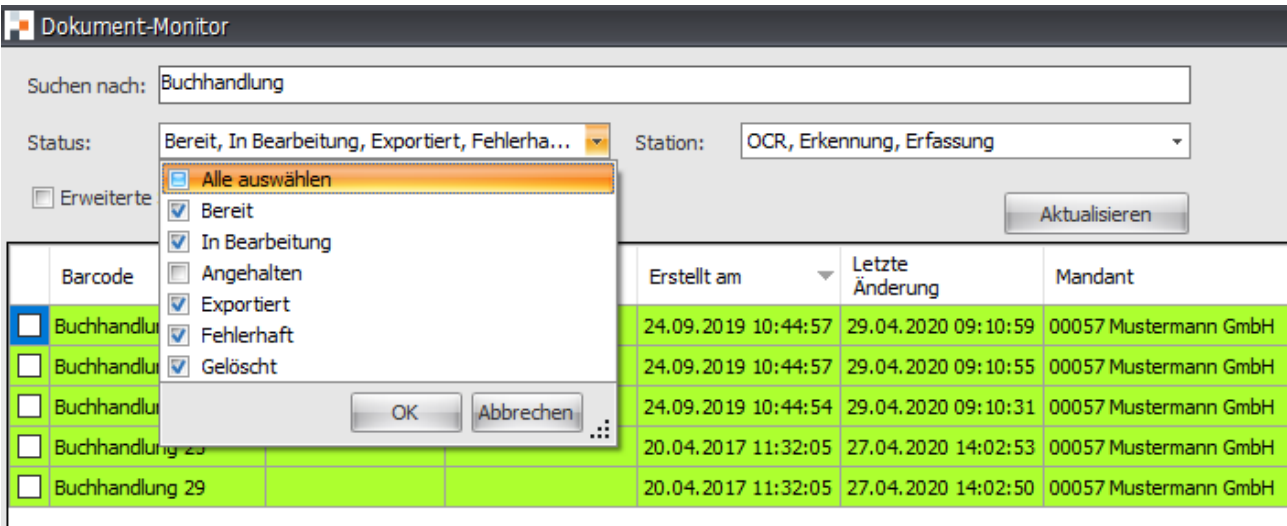 Dokument-Monitor
Suchen nach: Buchhandlung
Status: Bereit, In Bearbeitung, Exportiert, Fehlerha... Station: OCR, Erkennung, Erfassung
Alle auswählen
Erweiterte
Bereit
Aktualisieren
In Bearbeitung
Angehalten
Exportiert
Fehlerhaft
Gelöscht
OK Abbrechen
Barcode Erstellt am Letzte Änderung Mandant
24.09.2019 10:44:57 29.04.2020 09:10:59 00057 Mustermann GmbH
24.09.2019 10:44:57 29.04.2020 09:10:55 00057 Mustermann GmbH
24.09.2019 10:44:54 29.04.2020 09:10:31 00057 Mustermann GmbH
20.04.2017 11:32:05 27.04.2020 14:02:53 00057 Mustermann GmbH
Buchhandlung 29 20.04.2017 11:32:05 27.04.2020 14:02:50 00057 Mustermann GmbH